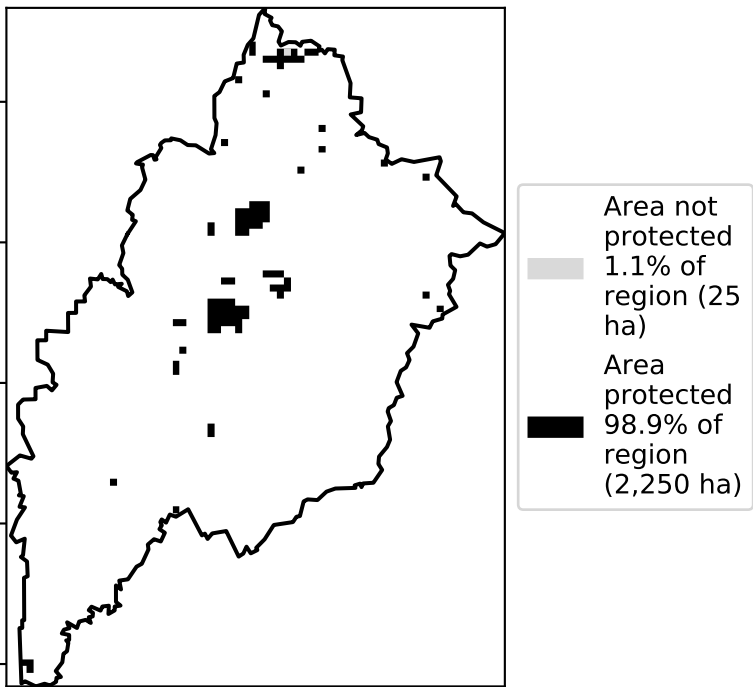 Area not
protected
1.1% of
region (25
ha)
Area
protected
98.9% of
region
(2,250 ha)